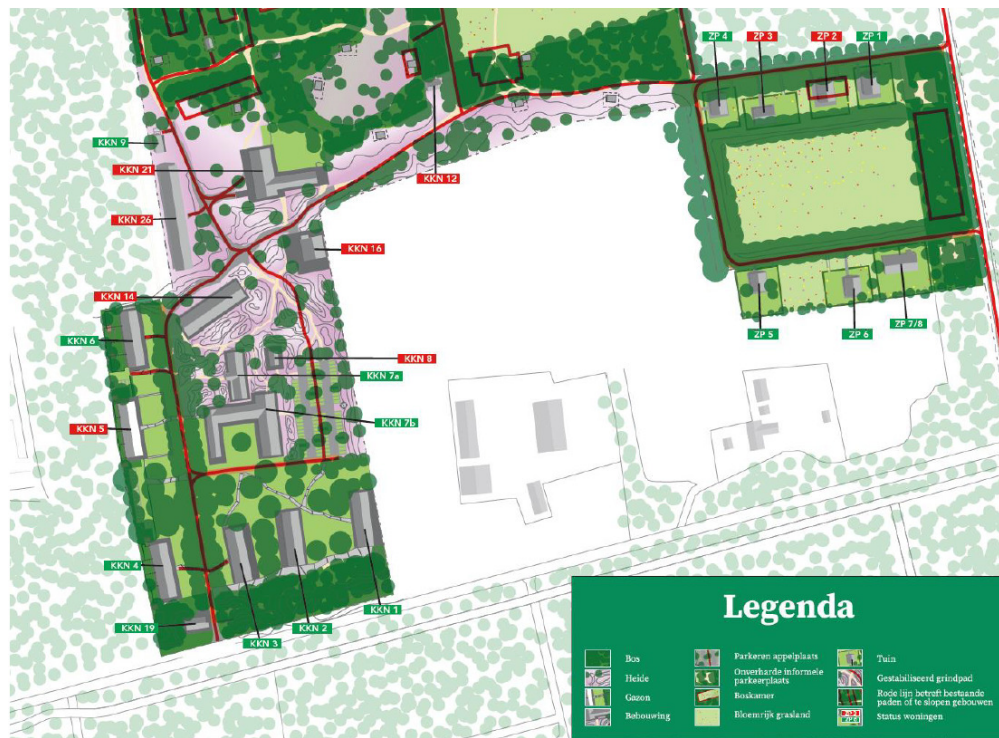 ZP 4
ZP 3
ZP 2
ZP 1
KKN 9
KKN 21
KKN 12
KKN 26
KKN 16
KKN 14
ZP 5
ZP 6
ZP 7/8
KKN 6
KKN 8
KKN 7a
KKN 7b
KKN 5
KKN 4
KKN 1
KKN 19
KKN 2
KKN 3
Legenda
Bos
Heide
Gazon
Bebouwing
Parkeren appelplaats
Onverharde informele
parkeerplaats
Boskamer
Bloemrijk grasland
Tuin
Gestabiliseerd grindpad
Rode lijn betreft bestaande
paden of te slopen gebouwen
Status woningen